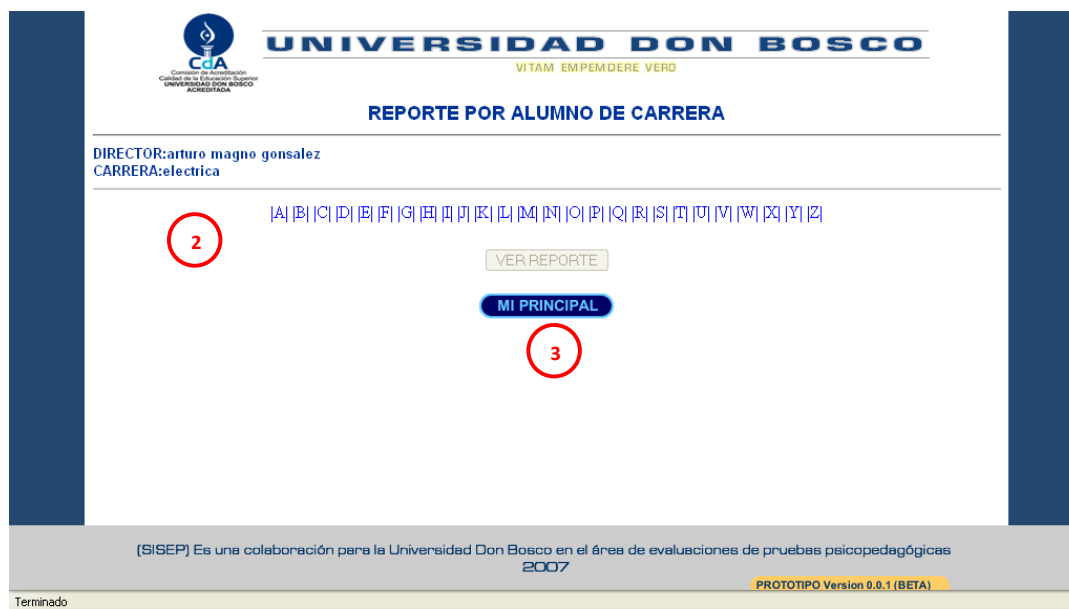 UNIVERSIDAD DON BOSCO
VITAM EMPEMDERE VERO
CdA
Comisión de Acreditación
Calidad de la Educación Superior
UNIVERSIDAD DON BOSCO
ACREDITADA
REPORTE POR ALUMNO DE CARRERA
DIRECTOR:arturo magno gonsalez
CARRERA:electrica
|A| |B| |C| |D| |E| |F| |G| |H| |I| |J| |K| |L| |M| |N| |O| |P| |Q| |R| |S| |T| |U| |V| |W| |X| |Y| |Z|
2
VER REPORTE
MI PRINCIPAL
3
(SISEP) Es una colaboración para la Universidad Don Bosco en el área de evaluaciones de pruebas psicopedagógicas
2007
PROTOTIPO Version 0.0.1 (BETA)
Terminado